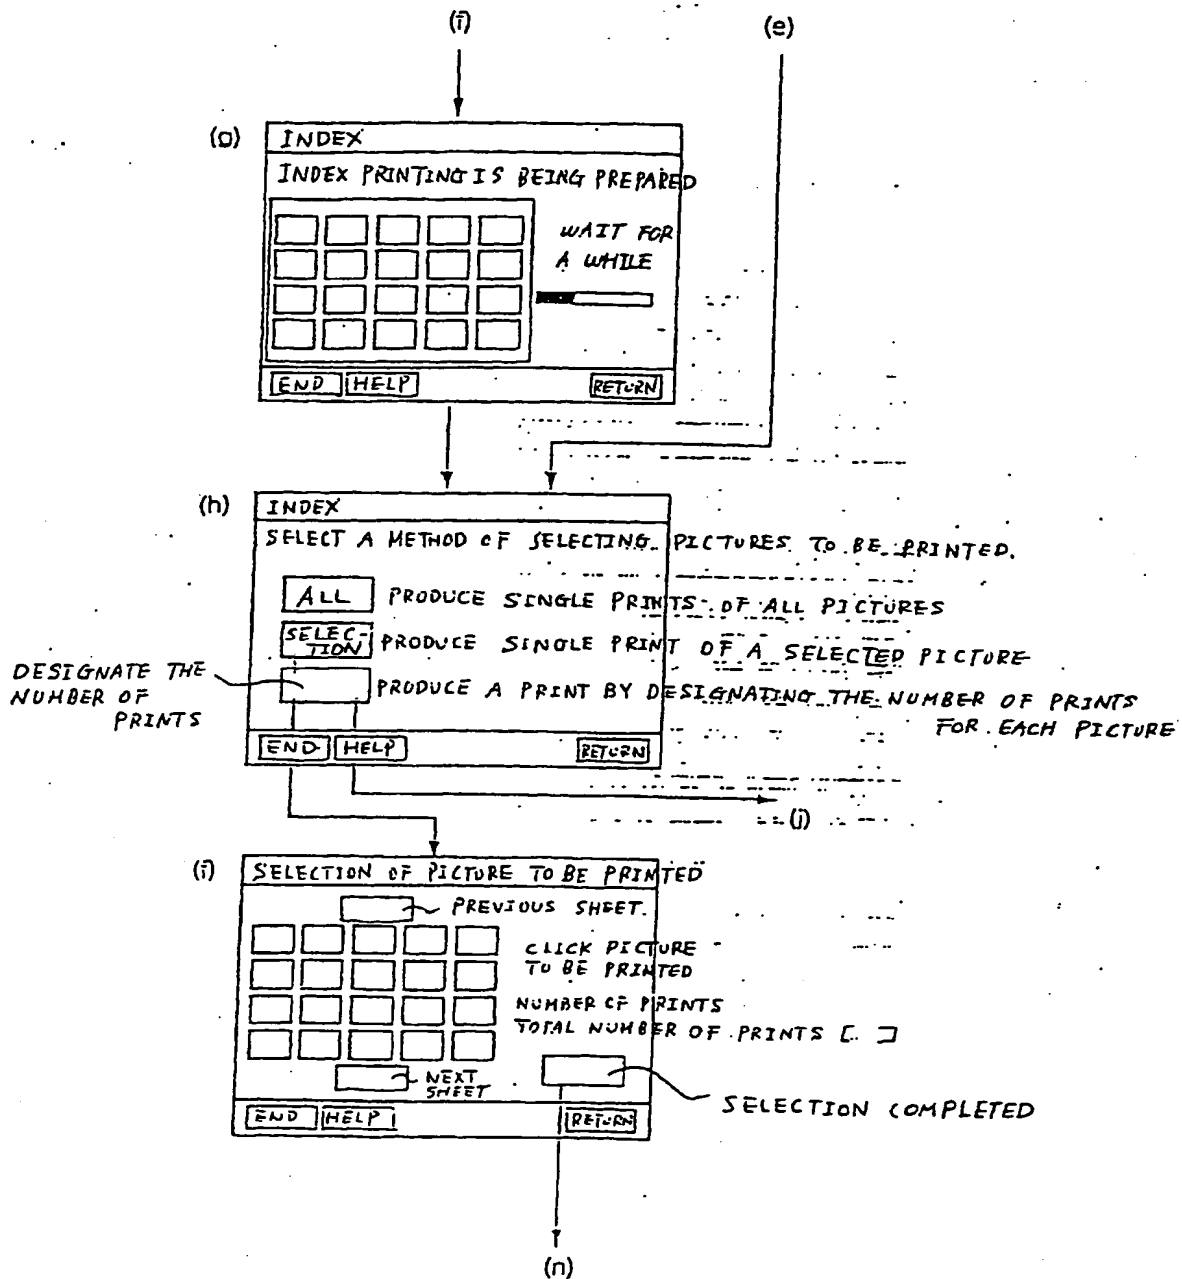 (f) (e)
(g) INDEX
INDEX PRINTING IS BEING PREPARED
WAIT FOR
A WHILE
END HELP RETURN
(h) INDEX
SELECT A METHOD OF SELECTING PICTURES TO BE PRINTED.
ALL PRODUCE SINGLE PRINTS OF ALL PICTURES
SELEC-
TION PRODUCE SINGLE PRINT OF A SELECTED PICTURE
DESIGNATE THE
NUMBER OF
PRINTS
PRODUCE A PRINT BY DESIGNATING THE NUMBER OF PRINTS
FOR EACH PICTURE
END HELP RETURN
(j)
(i) SELECTION OF PICTURE TO BE PRINTED
PREVIOUS SHEET.
CLICK PICTURE
TO BE PRINTED
NUMBER OF PRINTS
TOTAL NUMBER OF PRINTS [ ]
NEXT
SHEET
SELECTION COMPLETED
END HELP RETURN
(n)